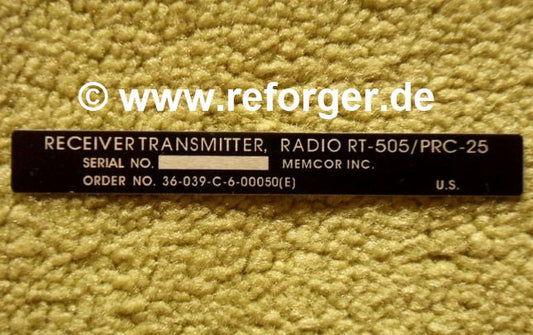 © www.reforger.de
RECEIVER TRANSMITTER, RADIO RT-505/PRC-25
SERIAL NO. MEMCOR INC.
ORDER NO. 36-039-C-6-00050(E) U.S.